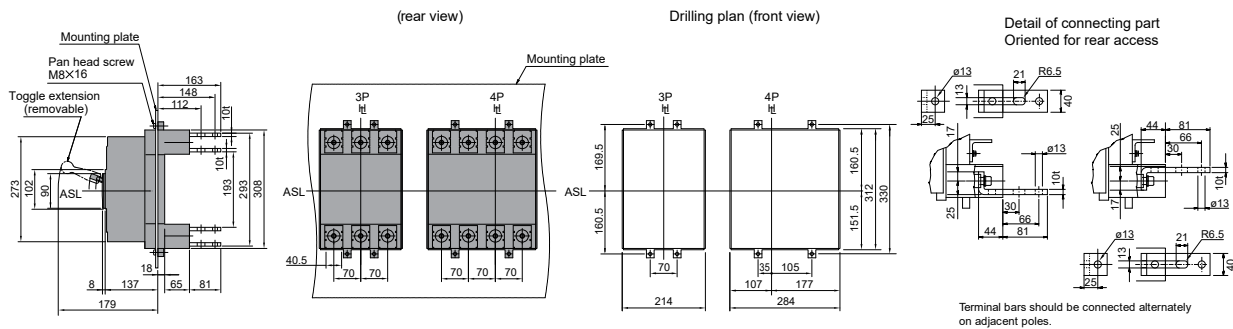 (rear view)
Drilling plan (front view)
Detail of connecting part
Oriented for rear access
Mounting plate
Pan head screw
M8×16
Toggle extension
(removable)
163
148
112
10t
10t
273
102
90
ASL
193
293
308
18
8
137
65
81
179
Mounting plate
3P
4P
ASL
40.5
70
70
70
70
70
3P
4P
ASL
169.5
160.5
160.5
151.5
312
330
70
35
105
107
177
214
284
ø13
21
R6.5
13
40
25
17
25
ø13
10t
30
66
44
81
25
44
81
66
30
17
10t
ø13
ø13
21
R6.5
13
40
25
Terminal bars should be connected alternately
on adjacent poles.